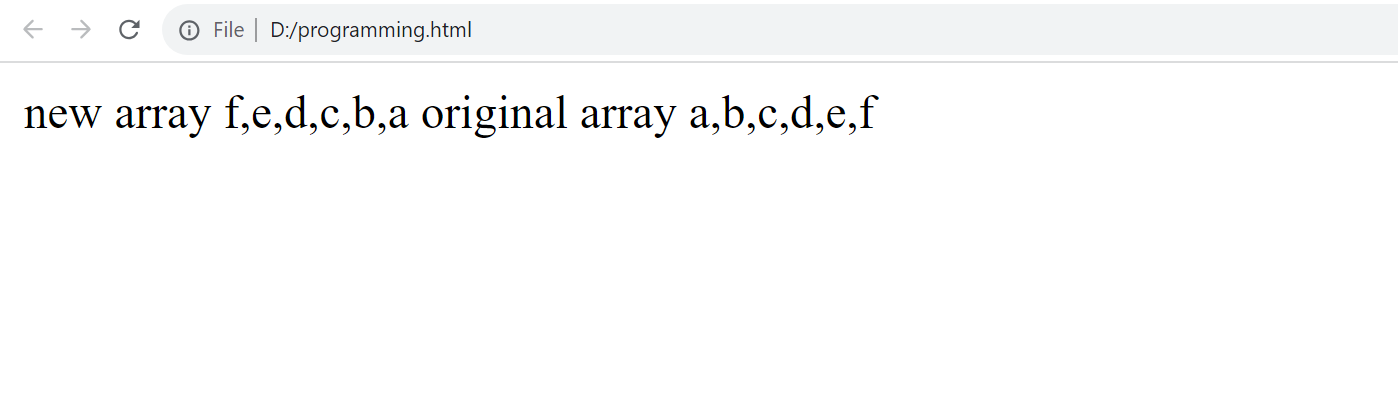 File D:/programming.html
new array f,e,d,c,b,a original array a,b,c,d,e,f